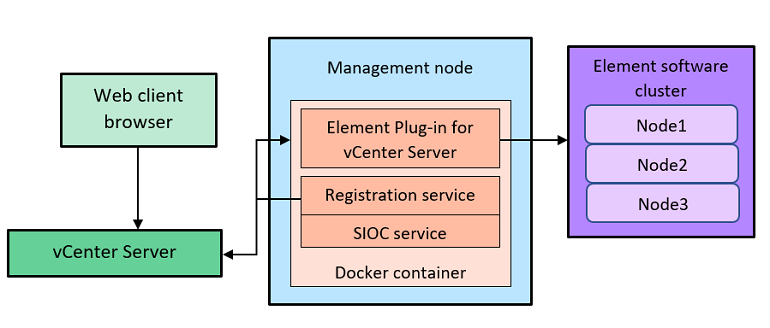 Web client
browser
vCenter Server
Management node
Element Plug-in for
vCenter Server
Registration service
SIOC service
Docker container
Element software
cluster
Node1
Node2
Node3